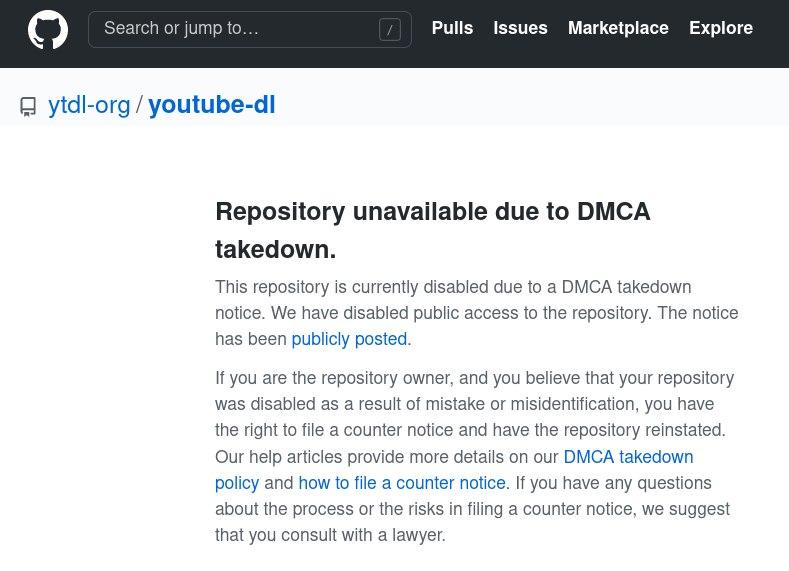 Search or jump to… /
Pulls Issues Marketplace Explore
ytdl-org / youtube-dl
Repository unavailable due to DMCA
takedown.
This repository is currently disabled due to a DMCA takedown
notice. We have disabled public access to the repository. The notice
has been publicly posted.
If you are the repository owner, and you believe that your repository
was disabled as a result of mistake or misidentification, you have
the right to file a counter notice and have the repository reinstated.
Our help articles provide more details on our DMCA takedown
policy and how to file a counter notice. If you have any questions
about the process or the risks in filing a counter notice, we suggest
that you consult with a lawyer.